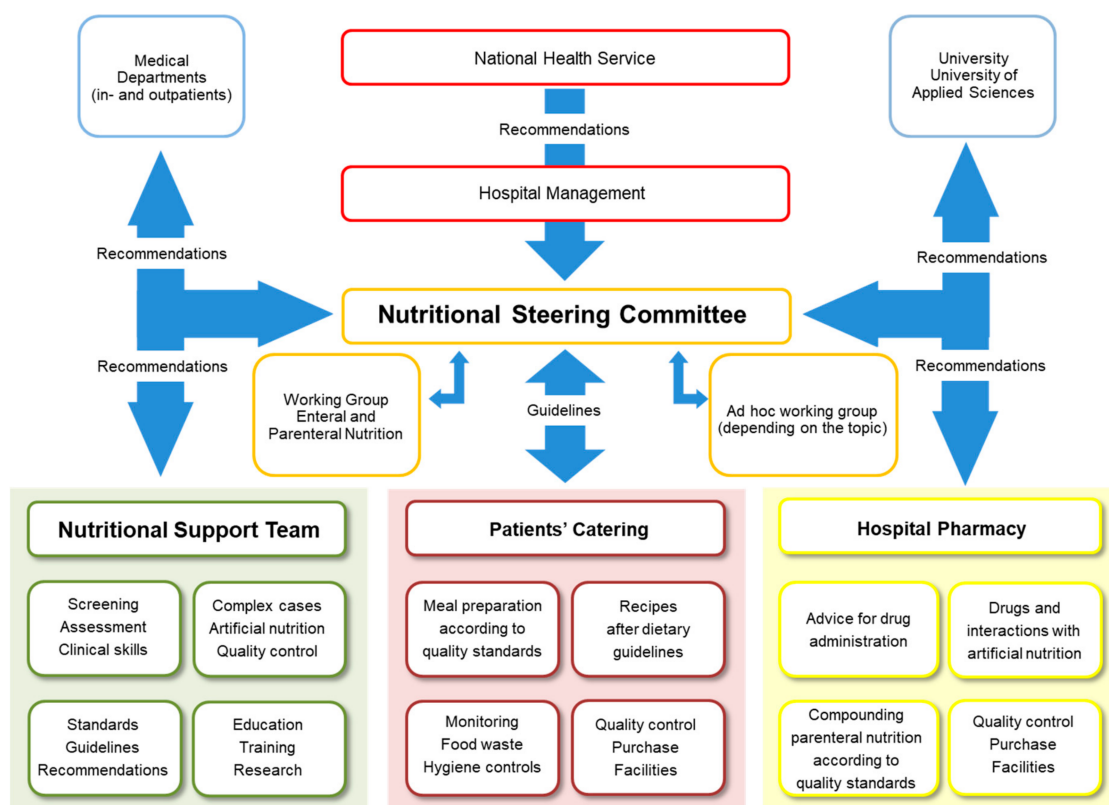 Medical
Departments
(in- and outpatients)
National Health Service
University
University of
Applied Sciences
Recommendations
Hospital Management
Recommendations
Recommendations
Nutritional Steering Committee
Recommendations
Recommendations
Working Group
Enteral and
Parenteral Nutrition
Guidelines
Ad hoc working group
(depending on the topic)
Nutritional Support Team
Screening
Assessment
Clinical skills
Complex cases
Artificial nutrition
Quality control
Standards
Guidelines
Recommendations
Education
Training
Research
Patients’ Catering
Meal preparation
according to
quality standards
Recipes
after dietary
guidelines
Monitoring
Food waste
Hygiene controls
Quality control
Purchase
Facilities
Hospital Pharmacy
Advice for drug
administration
Drugs and
interactions with
artificial nutrition
Compounding
parenteral nutrition
according to
quality standards
Quality control
Purchase
Facilities